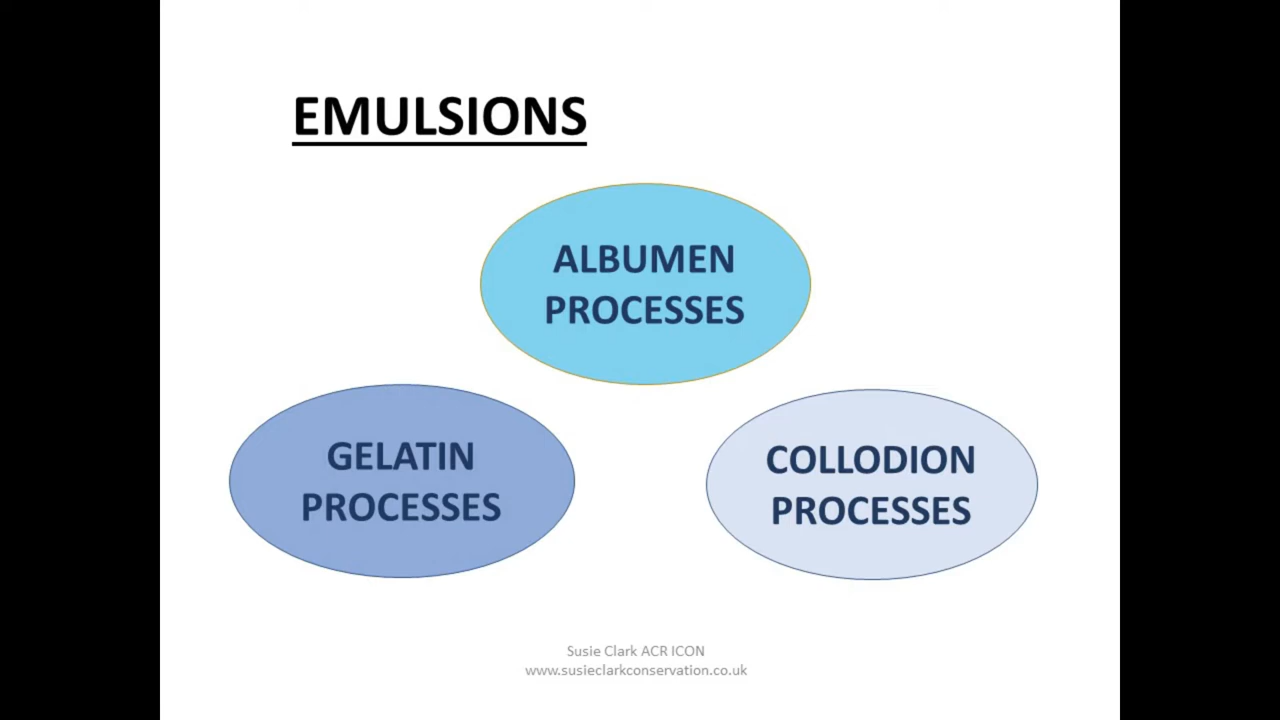 EMULSIONS
ALBUMEN
PROCESSES
GELATIN
PROCESSES
COLLODION
PROCESSES
Susie Clark ACR ICON
www.susieclarkconservation.co.uk